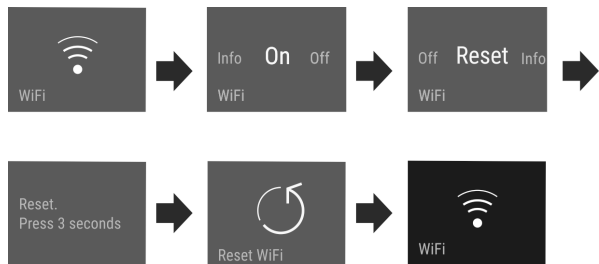 WiFi
Info On Off
WiFi
Off Reset Info
WiFi
Reset.
Press 3 seconds
Reset WiFi
WiFi